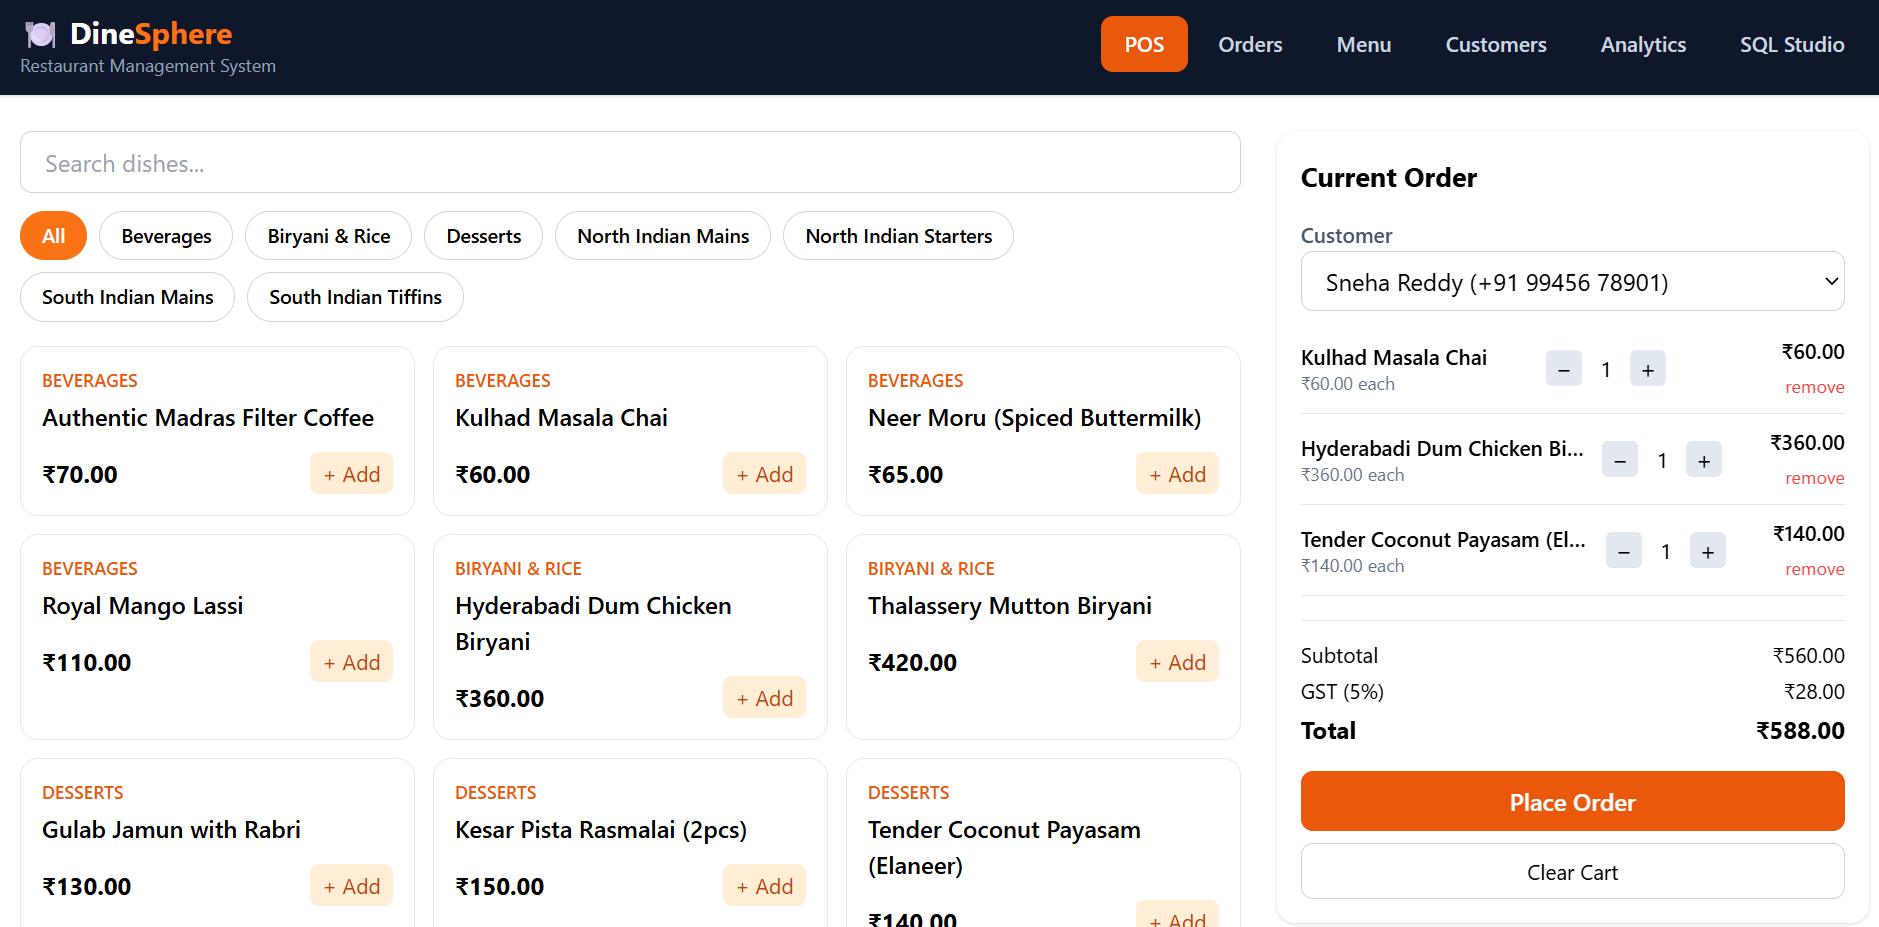 DineSphere
Restaurant Management System
POS
Orders
Menu
Customers
Analytics
SQL Studio
Search dishes...
All
Beverages
Biryani & Rice
Desserts
North Indian Mains
North Indian Starters
South Indian Mains
South Indian Tiffins
BEVERAGES
Authentic Madras Filter Coffee
₹70.00
+ Add
BEVERAGES
Kulhad Masala Chai
₹60.00
+ Add
BEVERAGES
Neer Moru (Spiced Buttermilk)
₹65.00
+ Add
BEVERAGES
Royal Mango Lassi
₹110.00
+ Add
BIRYANI & RICE
Hyderabadi Dum Chicken
Biryani
₹360.00
+ Add
BIRYANI & RICE
Thalassery Mutton Biryani
₹420.00
+ Add
DESSERTS
Gulab Jamun with Rabri
₹130.00
+ Add
DESSERTS
Kesar Pista Rasmalai (2pcs)
₹150.00
+ Add
DESSERTS
Tender Coconut Payasam
(Elaneer)
₹140.00
+ Add
Current Order
Customer
Sneha Reddy (+91 99456 78901)
Kulhad Masala Chai
₹60.00 each
− 1 +
₹60.00
remove
Hyderabadi Dum Chicken Bi...
₹360.00 each
− 1 +
₹360.00
remove
Tender Coconut Payasam (El...
₹140.00 each
− 1 +
₹140.00
remove
Subtotal ₹560.00
GST (5%) ₹28.00
Total ₹588.00
Place Order
Clear Cart